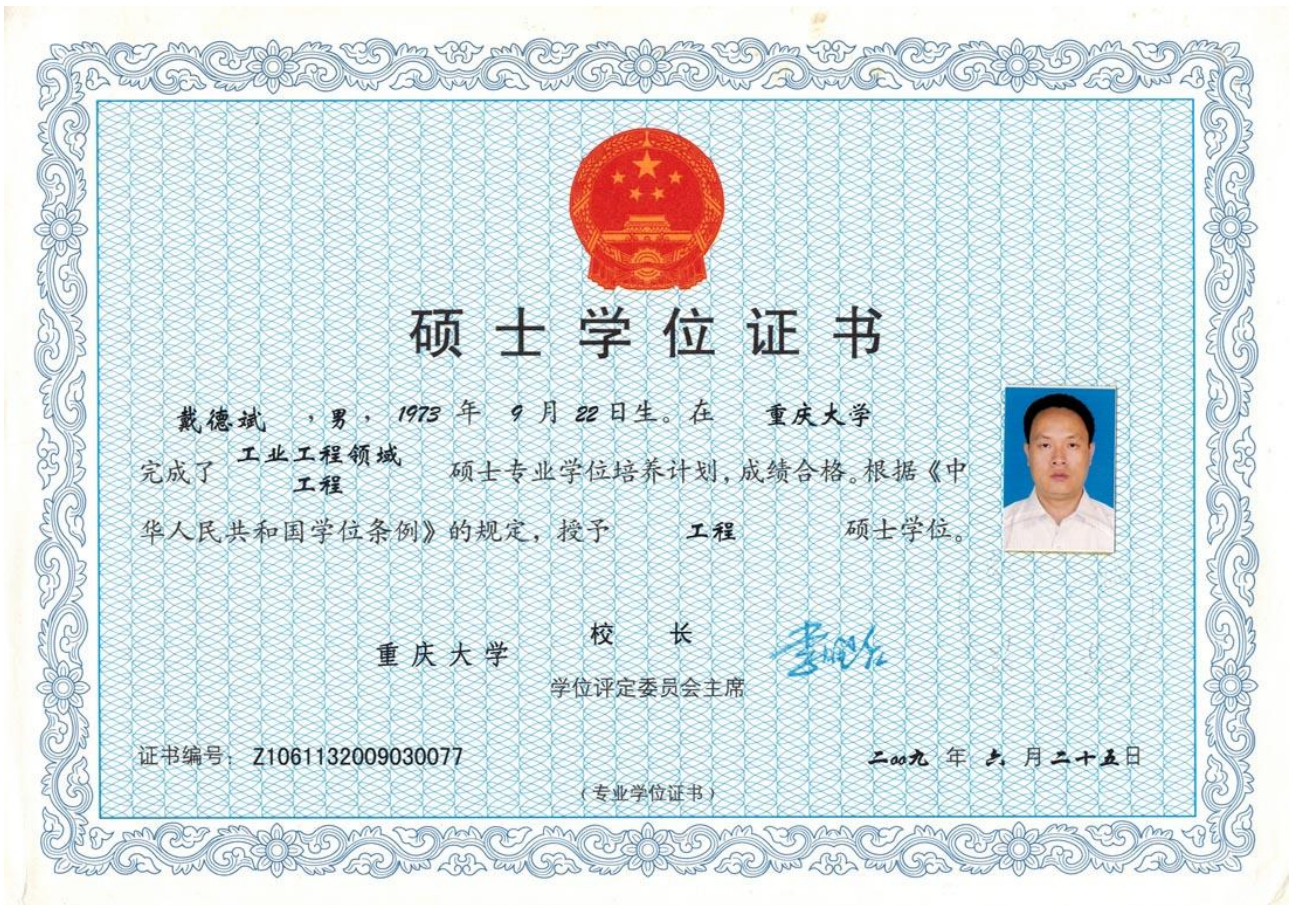 硕士学位证书
戴德斌 ,男, 1973 年 9 月 22 日生。在 重庆大学
完成了 工业工程领域工程 硕士专业学位培养计划,成绩合格。根据《中
华人民共和国学位条例》的规定,授予 工程 硕士学位。
重庆大学 校 长
学位评定委员会主席
证书编号:Z1061132009030077
二〇〇九 年 六 月二十五日
(专业学位证书)